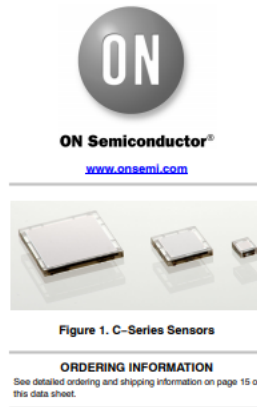 ON
ON Semiconductor®
www.onsemi.com
Figure 1. C−Series Sensors
ORDERING INFORMATION
See detailed ordering and shipping information on page 15 o
this data sheet.